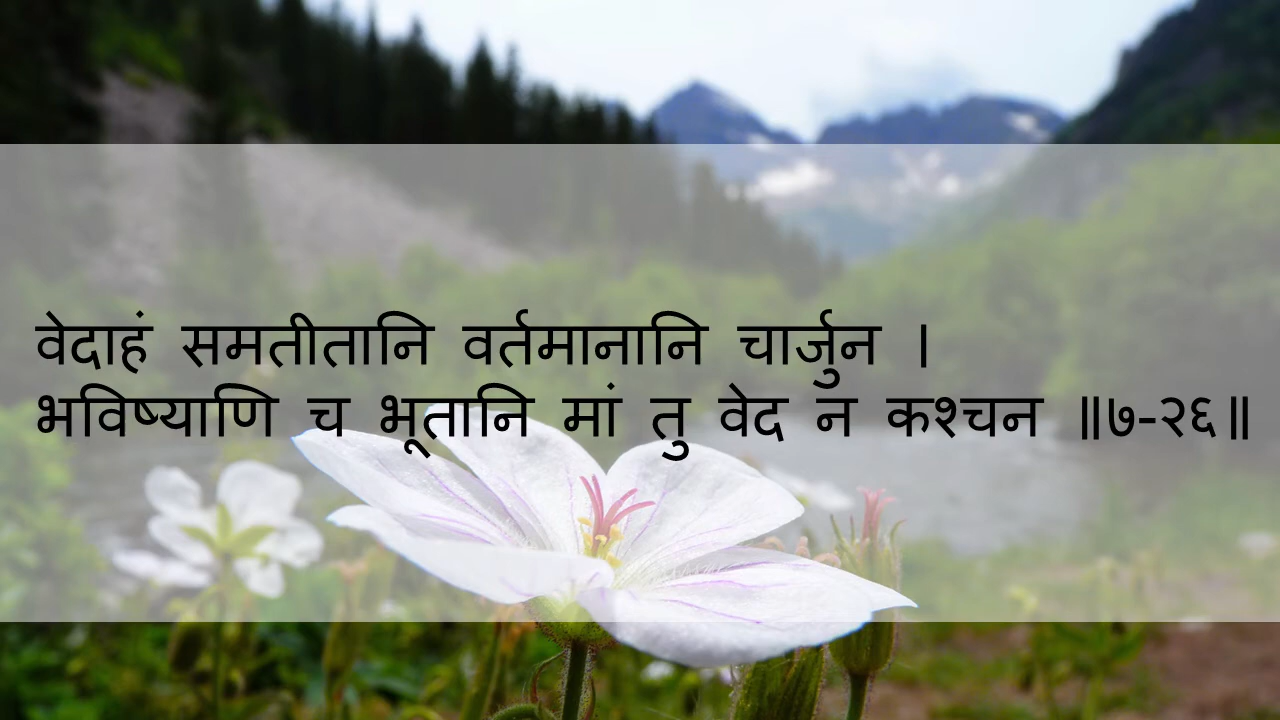 वेदाहं समतीतानि वर्तमानानि चार्जुन ।
भविष्याणि च भूतानि मां तु वेद न कश्चन ॥७-२६॥